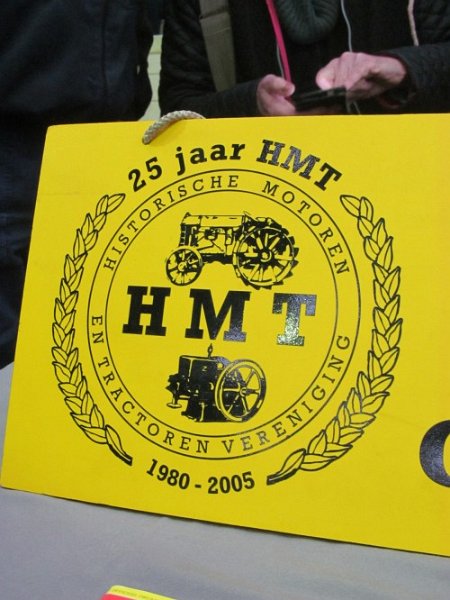 25 jaar HMT
HISTORISCHE MOTOREN
HMT
EN TRACTOREN VERENIGING
1980 - 2005